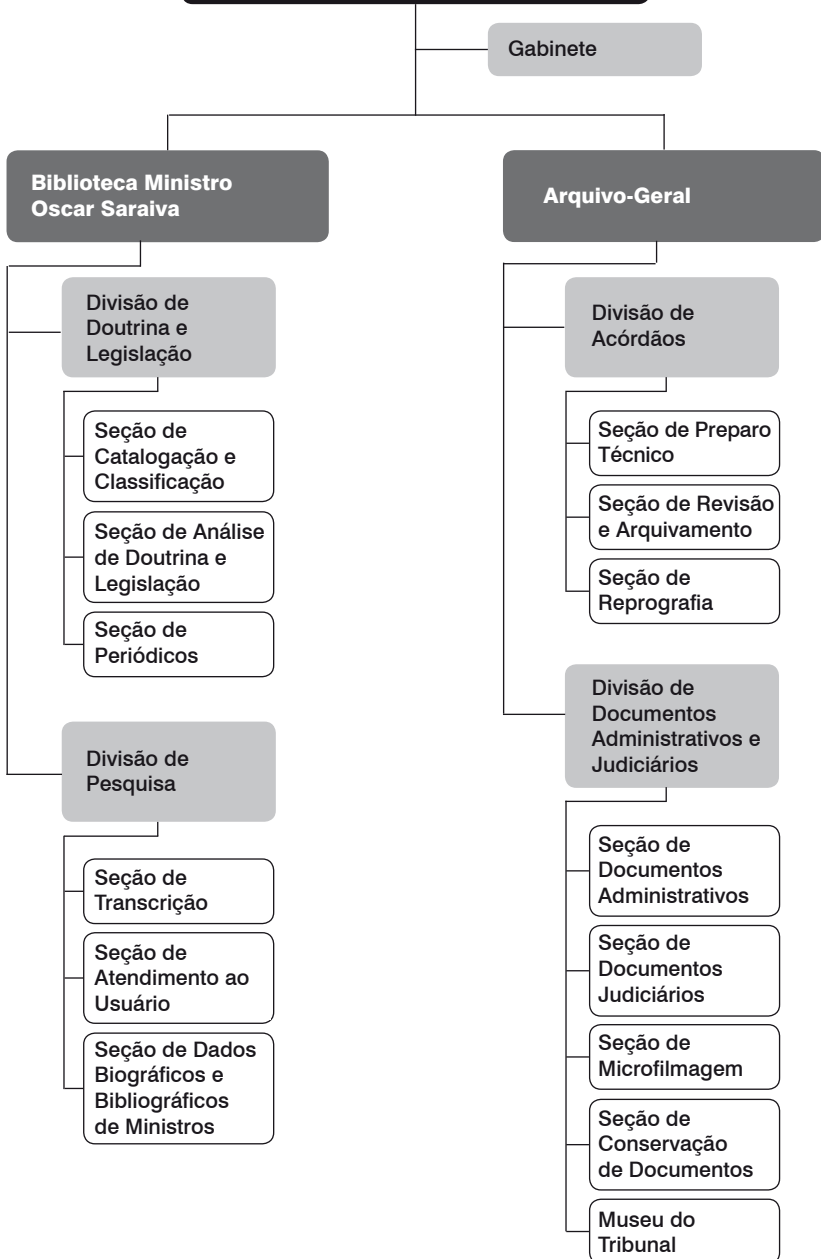 Gabinete
Biblioteca Ministro
Oscar Saraiva
Divisão de
Doutrina e
Legislação
Seção de
Catalogação e
Classificação
Seção de Análise
de Doutrina e
Legislação
Seção de
Periódicos
Divisão de
Pesquisa
Seção de
Transcrição
Seção de
Atendimento ao
Usuário
Seção de Dados
Biográficos e
Bibliográficos
de Ministros
Arquivo-Geral
Divisão de
Acórdãos
Seção de Preparo
Técnico
Seção de Revisão
e Arquivamento
Seção de
Reprografia
Divisão de
Documentos
Administrativos e
Judiciários
Seção de
Documentos
Administrativos
Seção de
Documentos
Judiciários
Seção de
Microfilmagem
Seção de
Conservação
de Documentos
Museu do
Tribunal